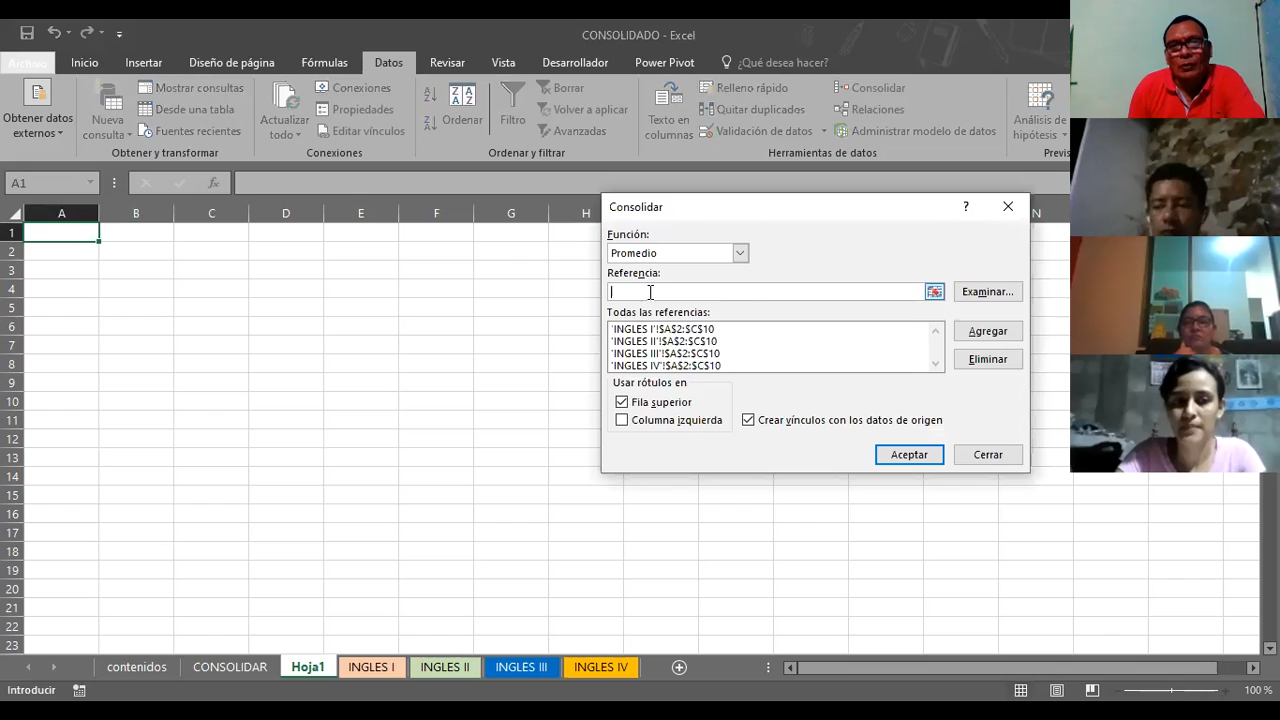 CONSOLIDADO - Excel
Archivo Inicio Insertar Diseño de página Fórmulas Datos Revisar Vista Desarrollador Power Pivot ¿Qué desea hacer?
Obtener datos externos
Nueva consulta
Mostrar consultas
Desde una tabla
Fuentes recientes
Obtener y transformar
Actualizar todo
Conexiones
Propiedades
Editar vínculos
Conexiones
Ordenar
Filtro
Borrar
Volver a aplicar
Avanzadas
Ordenar y filtrar
Texto en columnas
Relleno rápido
Quitar duplicados
Validación de datos
Consolidar
Relaciones
Administrar modelo de datos
Herramientas de datos
Análisis de hipótesis
Previs
A1
fx
A B C D E F G H N
1
2
3
4
5
6
7
8
9
10
11
12
13
14
15
16
17
18
19
20
21
22
23
Consolidar
?
Función:
Promedio
Referencia:
Examinar...
Todas las referencias:
'INGLES I'!$A$2:$C$10
'INGLES II'!$A$2:$C$10
'INGLES III'!$A$2:$C$10
'INGLES IV'!$A$2:$C$10
Agregar
Eliminar
Usar rótulos en
Fila superior
Columna izquierda
Crear vínculos con los datos de origen
Aceptar
Cerrar
contenidos CONSOLIDAR Hoja1 INGLES I INGLES II INGLES III INGLES IV
Introducir
100 %